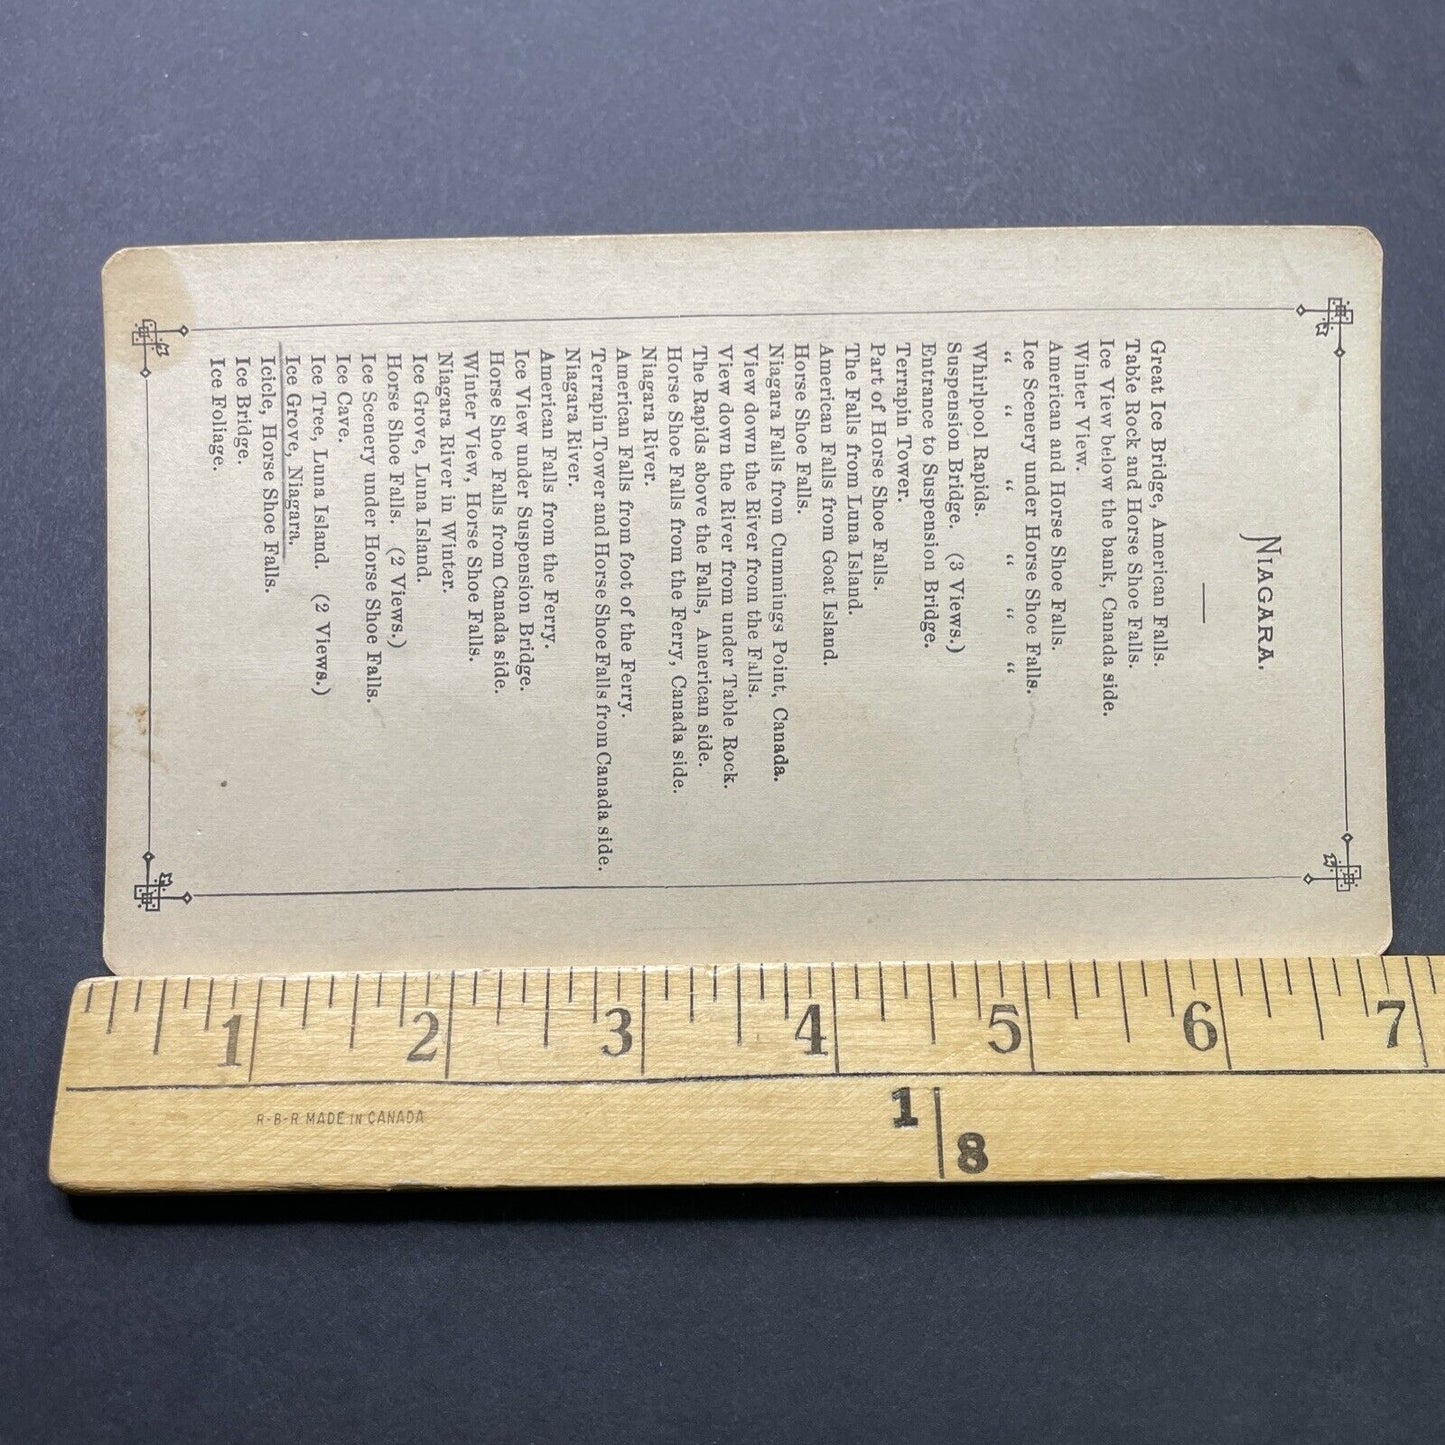 NIAGARA.
Great Ice Bridge, American Falls.
Table Rock and Horse Shoe Falls.
Ice View below the bank, Canada side.
Winter View.
American and Horse Shoe Falls.
Ice Scenery under Horse Shoe Falls.
“ “ “ “ “ “
Whirlpool Rapids.
Suspension Bridge. (3 Views.)
Entrance to Suspension Bridge.
Terrapin Tower.
Part of Horse Shoe Falls.
The Falls from Luna Island.
American Falls from Goat Island.
Horse Shoe Falls.
Niagara Falls from Cummings Point, Canada.
View down the River from the Falls.
View down the River from under Table Rock.
The Rapids above the Falls, American side.
Horse Shoe Falls from the Ferry, Canada side.
Niagara River.
American Falls from foot of the Ferry.
Terrapin Tower and Horse Shoe Falls from Canada side.
Niagara River.
American Falls from the Ferry.
Ice View under Suspension Bridge.
Horse Shoe Falls from Canada side.
Winter View, Horse Shoe Falls.
Niagara River in Winter.
Ice Grove, Luna Island.
Horse Shoe Falls. (2 Views.)
Ice Scenery under Horse Shoe Falls.
Ice Cave.
Ice Tree, Luna Island. (2 Views.)
Ice Grove, Niagara.
Icicle, Horse Shoe Falls.
Ice Bridge.
Ice Foliage.
1 2 3 4 5 6 7
R-B-R MADE IN CANADA
1
8